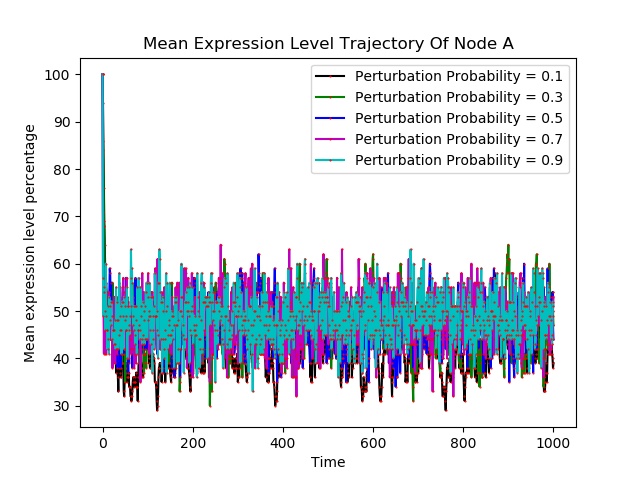 Mean Expression Level Trajectory Of Node A
Perturbation Probability = 0.1
Perturbation Probability = 0.3
Perturbation Probability = 0.5
Perturbation Probability = 0.7
Perturbation Probability = 0.9
Mean expression level percentage
100
90
80
70
60
50
40
30
0 200 400 600 800 1000
Time